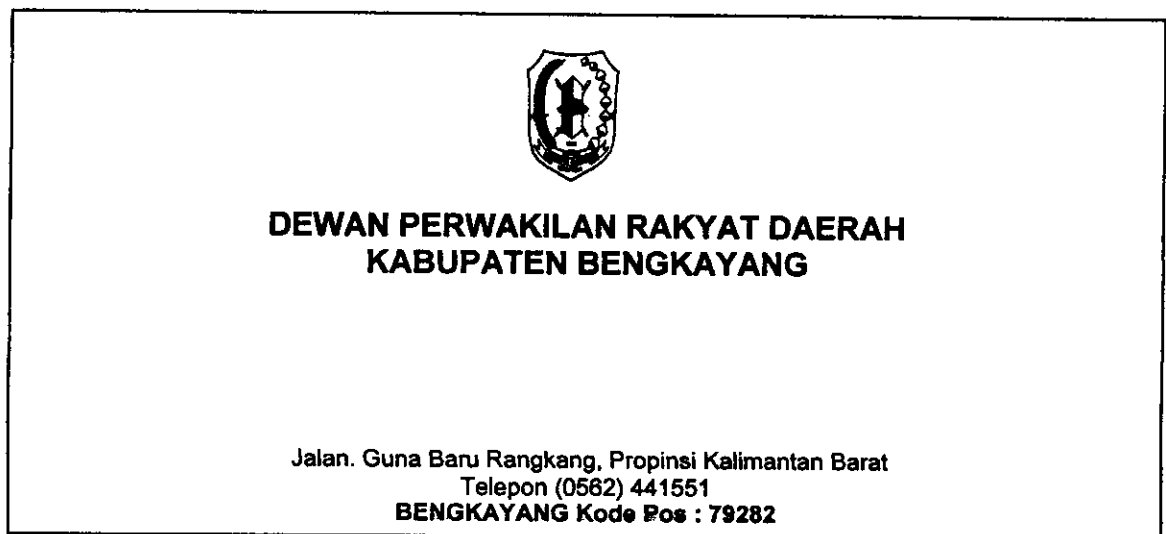 DEWAN PERWAKILAN RAKYAT DAERAH
KABUPATEN BENGKAYANG
Jalan. Guna Baru Rangkang, Propinsi Kalimantan Barat
Telepon (0562) 441551
BENGKAYANG Kode Pos : 79282